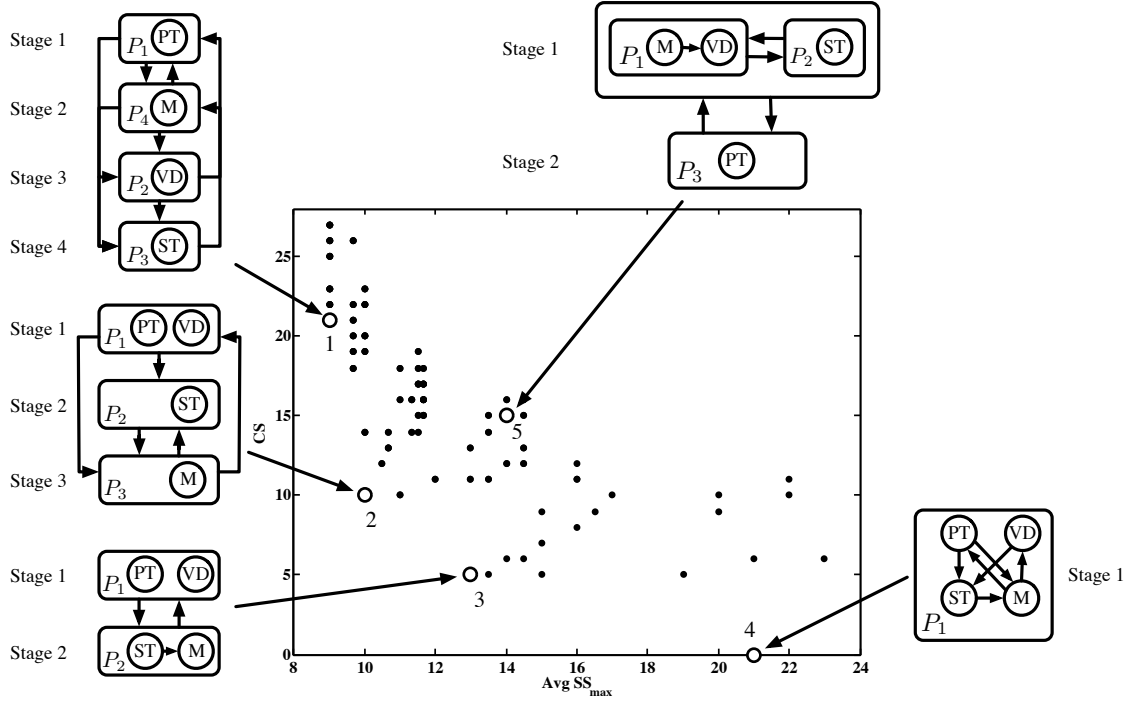 Stage 1
P1 PT
Stage 2
P4 M
Stage 3
P2 VD
Stage 4
P3 ST
Stage 1
P1 M VD
P2 ST
Stage 2
P3 PT
Stage 1
P1 PT VD
Stage 2
P2 ST
Stage 3
P3 M
Stage 1
P1 PT VD
Stage 2
P2 ST M
PT VD
ST M
P1
Stage 1
CS
25
20
15
10
5
0
1
2
3
4
5
8 10 12 14 16 18 20 22 24
Avg SSmax